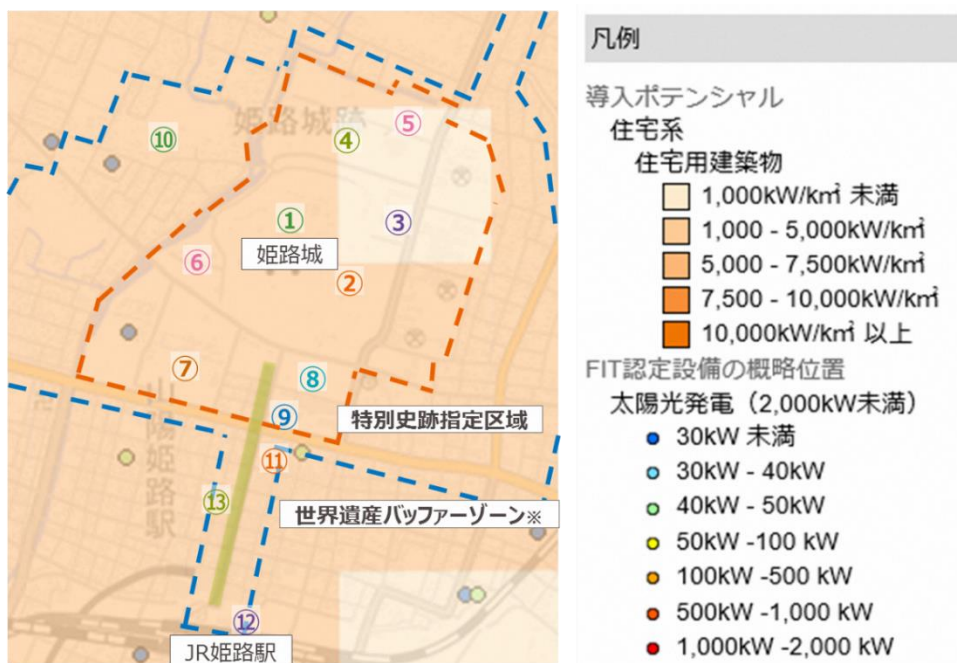 姫路城跡
⑤
④
⑩
①
③
姫路城
⑥
②
⑦
⑧
⑨
特別史跡指定区域
山陽姫路駅
⑪
⑬
世界遺産バッファーゾーン※
⑫
JR姫路駅
凡例
導入ポテンシャル
住宅系
住宅用建築物
1,000kW/k㎡ 未満
1,000 - 5,000kW/k㎡
5,000 - 7,500kW/k㎡
7,500 - 10,000kW/k㎡
10,000kW/k㎡ 以上
FIT認定設備の概略位置
太陽光発電（2,000kW未満）
30kW 未満
30kW - 40kW
40kW - 50kW
50kW -100 kW
100kW -500 kW
500kW -1,000 kW
1,000kW -2,000 kW